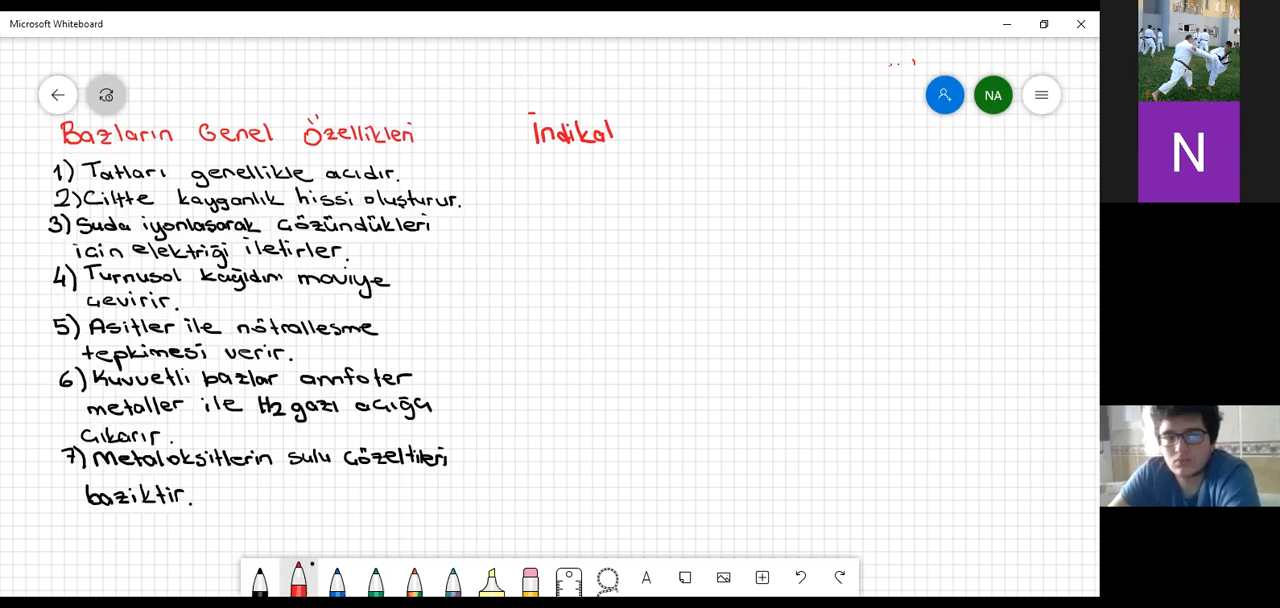 Microsoft Whiteboard
NA
N
Bazların Genel Özellikleri
İndikal
1) Tatları genellikle acıdır.
2) Ciltte kayganlık hissi oluşturur.
3) Suda iyonlaşarak çözündükleri
için elektriği iletirler.
4) Turnusol kağıdını maviye
çevirir.
5) Asitler ile nötralleşme
tepkimesi verir.
6) Kuvvetli bazlar amfoter
metaller ile H2 gazı açığa
çıkarır.
7) Metaloksitlerin sulu çözeltileri
baziktir.
A